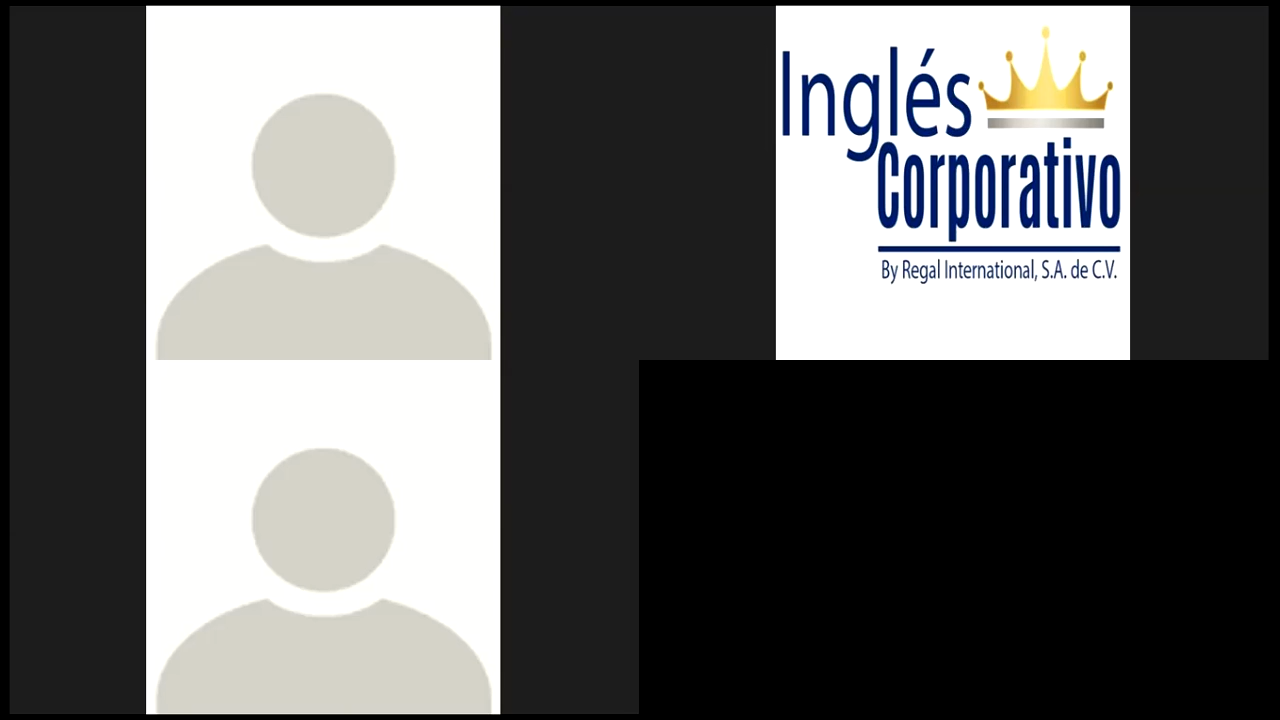 Inglés
Corporativo
By Regal International, S.A. de C.V.